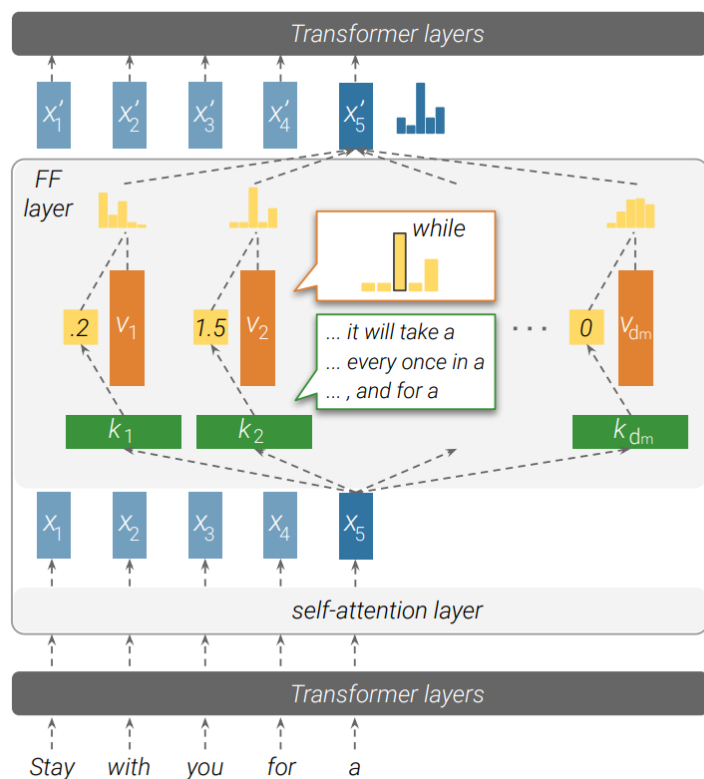 Transformer layers
x′1 x′2 x′3 x′4 x′5
FF
layer
while
.2 v1 1.5 v2 ... 0 vdm
... it will take a
... every once in a
... , and for a
k1 k2 kdm
x1 x2 x3 x4 x5
self-attention layer
Transformer layers
Stay with you for a